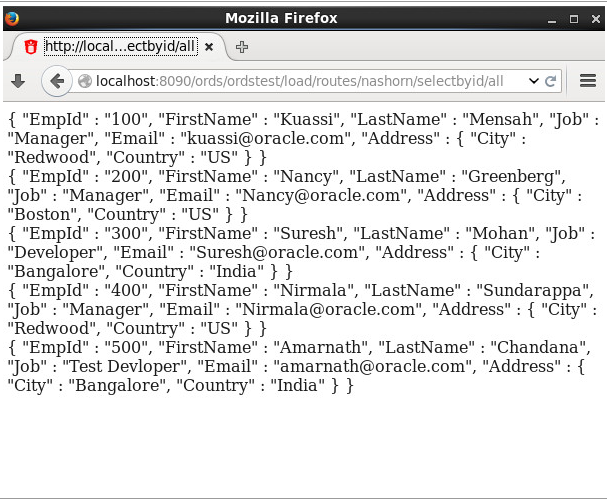 Mozilla Firefox
http://local...ectbyid/all
localhost:8090/ords/ordstest/load/routes/nashorn/selectbyid/all
{ "EmpId" : "100", "FirstName" : "Kuassi", "LastName" : "Mensah", "Job" :
"Manager", "Email" : "kuassi@oracle.com", "Address" : { "City" :
"Redwood", "Country" : "US" } }
{ "EmpId" : "200", "FirstName" : "Nancy", "LastName" : "Greenberg",
"Job" : "Manager", "Email" : "Nancy@oracle.com", "Address" : { "City" :
"Boston", "Country" : "US" } }
{ "EmpId" : "300", "FirstName" : "Suresh", "LastName" : "Mohan", "Job" :
"Developer", "Email" : "Suresh@oracle.com", "Address" : { "City" :
"Bangalore", "Country" : "India" } }
{ "EmpId" : "400", "FirstName" : "Nirmala", "LastName" : "Sundarappa",
"Job" : "Manager", "Email" : "Nirmala@oracle.com", "Address" : { "City" :
"Redwood", "Country" : "US" } }
{ "EmpId" : "500", "FirstName" : "Amarnath", "LastName" : "Chandana",
"Job" : "Test Devloper", "Email" : "amarnath@oracle.com", "Address" : {
"City" : "Bangalore", "Country" : "India" } }